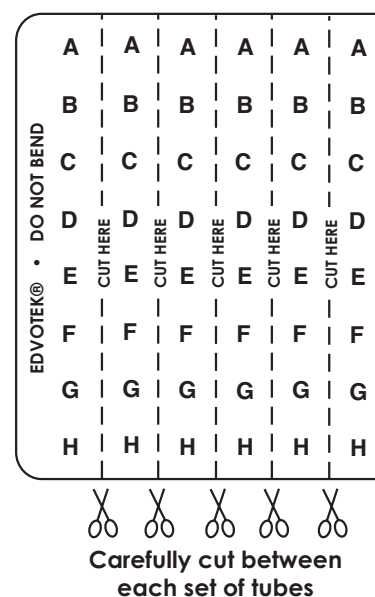 EDVOTEK® • DO NOT BEND
A A A A A A
B B B B B B
C C C C C C
D D D D D D
CUT HERE CUT HERE CUT HERE CUT HERE CUT HERE
E E E E E E
F F F F F F
G G G G G G
H H H H H H
Carefully cut between
each set of tubes